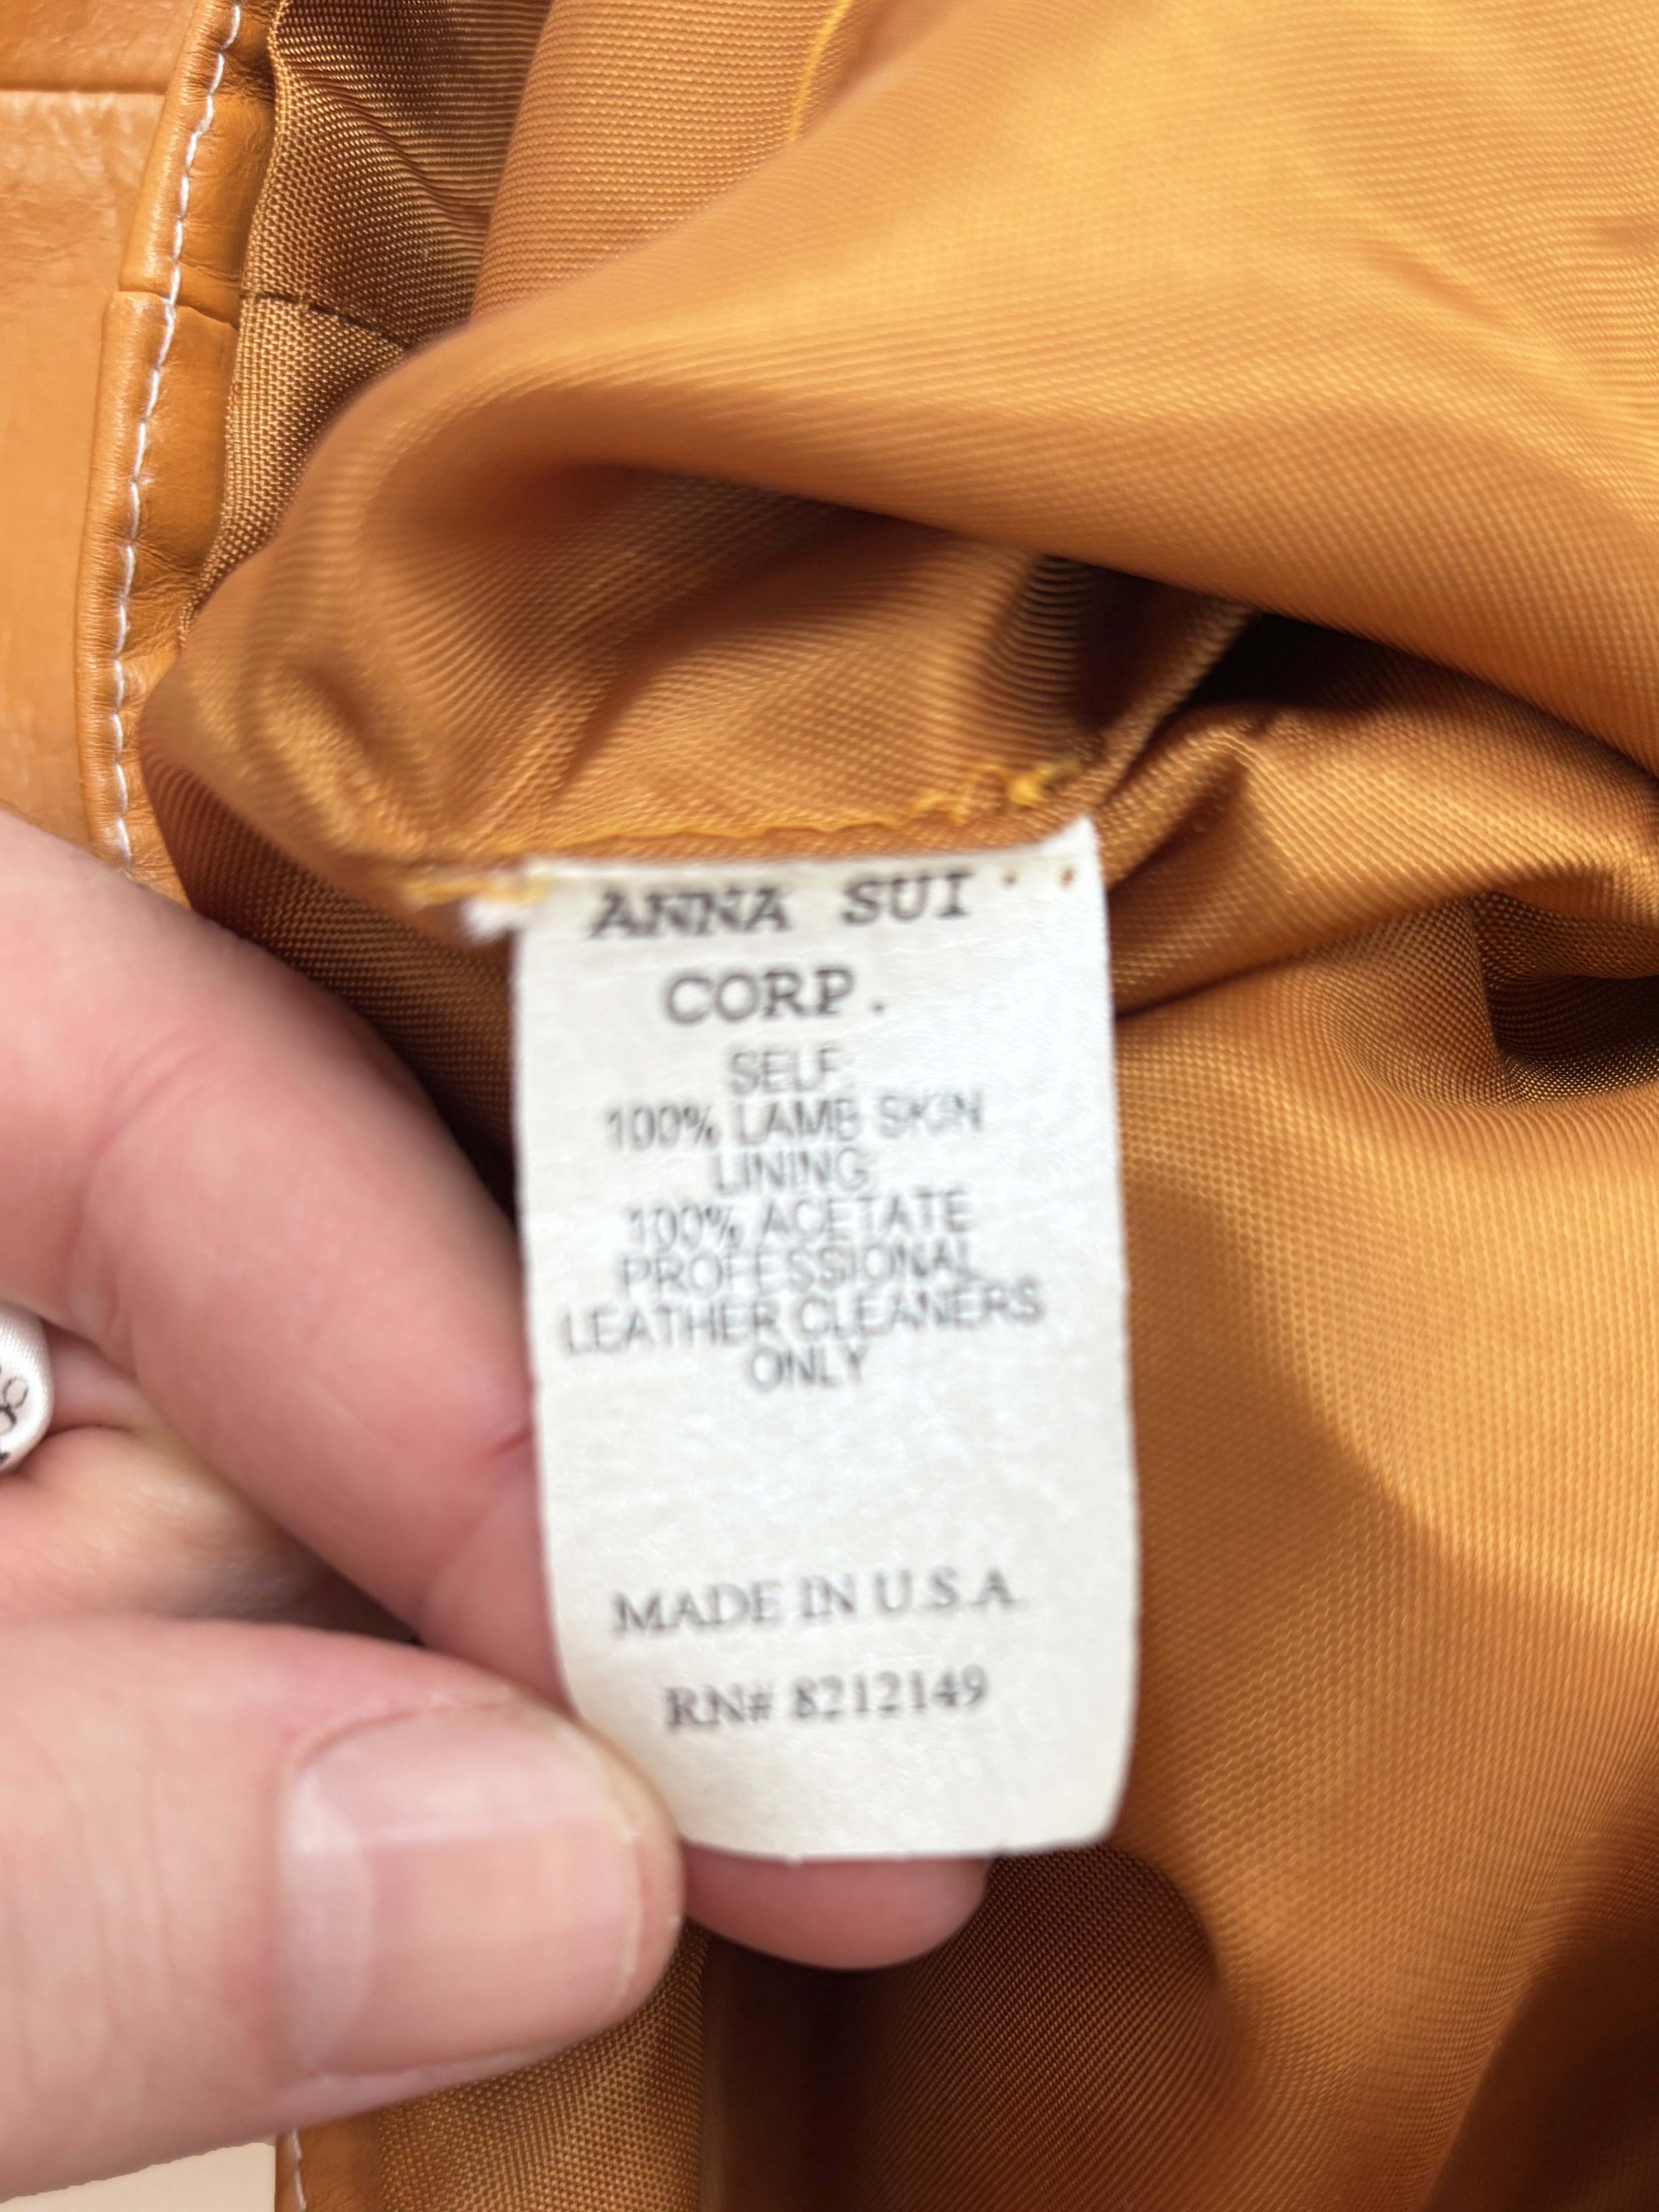 ANNA SUI
CORP.
SELF:
100% LAMB SKIN
LINING:
100% ACETATE
PROFESSIONAL
LEATHER CLEANERS
ONLY
MADE IN U.S.A.
RN# 8212149